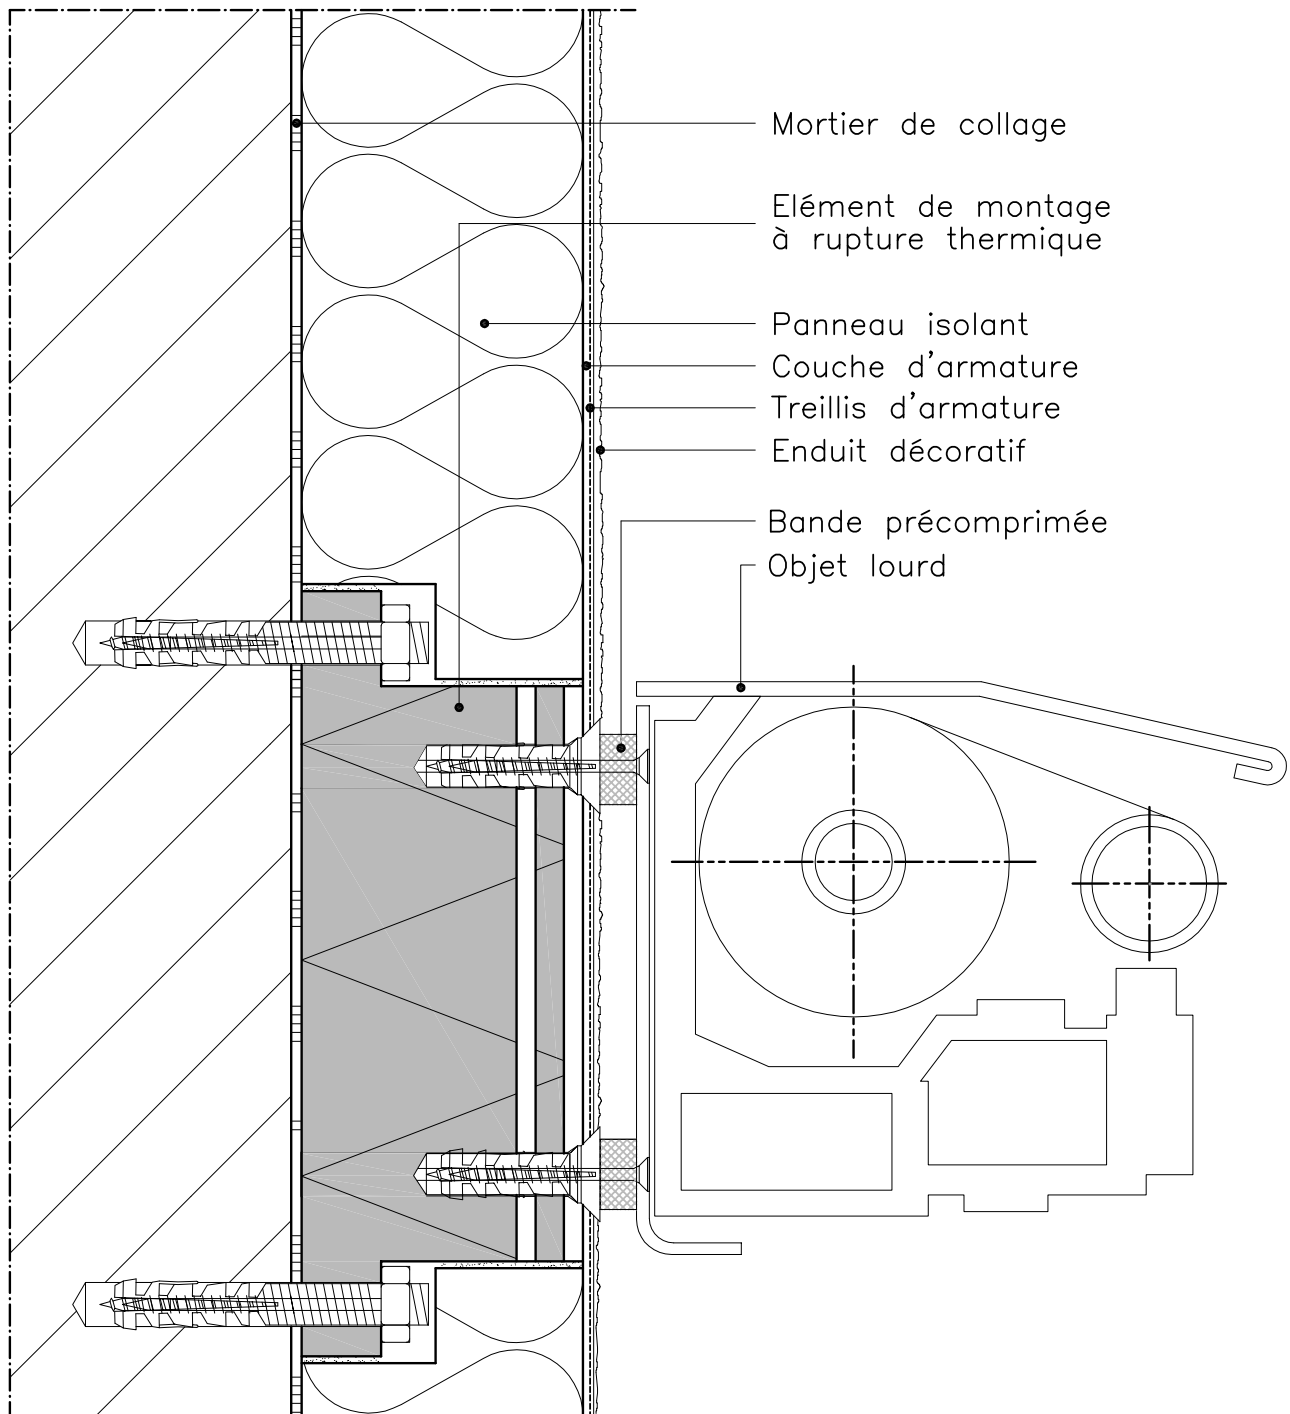 Mortier de collage
Elément de montage
à rupture thermique
Panneau isolant
Couche d'armature
Treillis d'armature
Enduit décoratif
Bande précomprimée
Objet lourd